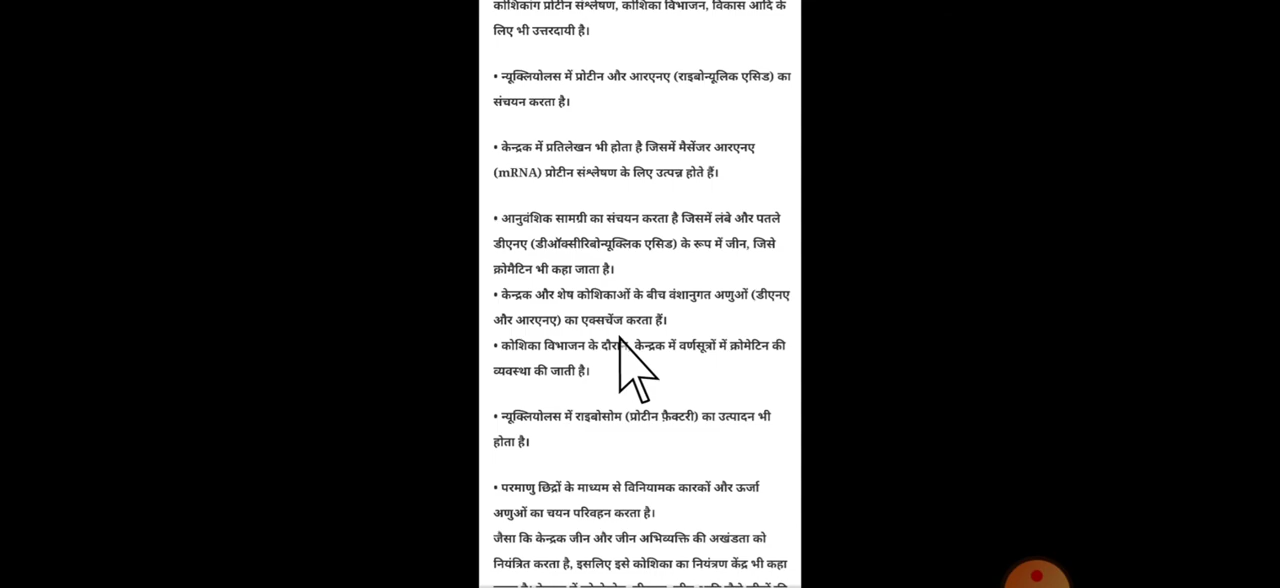 कोशिकांग प्रोटीन संश्लेषण, कोशिका विभाजन, विकास आदि के
लिए भी उत्तरदायी है।
• न्यूक्लियोलस में प्रोटीन और आरएनए (राइबोन्यूलिक एसिड) का
संचयन करता है।
• केन्द्रक में प्रतिलेखन भी होता है जिसमें मैसेंजर आरएनए
(mRNA) प्रोटीन संश्लेषण के लिए उत्पन्न होते हैं।
• आनुवंशिक सामग्री का संचयन करता है जिसमें लंबे और पतले
डीएनए (डीऑक्सीरिबोन्यूक्लिक एसिड) के रूप में जीन, जिसे
क्रोमैटिन भी कहा जाता है।
• केन्द्रक और शेष कोशिकाओं के बीच वंशानुगत अणुओं (डीएनए
और आरएनए) का एक्सचेंज करता हैं।
• कोशिका विभाजन के दौरान, केन्द्रक में वर्णसूत्रों में क्रोमेटिन की
व्यवस्था की जाती है।
• न्यूक्लियोलस में राइबोसोम (प्रोटीन फ़ैक्टरी) का उत्पादन भी
होता है।
• परमाणु छिद्रों के माध्यम से विनियामक कारकों और ऊर्जा
अणुओं का चयन परिवहन करता है।
जैसा कि केन्द्रक जीन और जीन अभिव्यक्ति की अखंडता को
नियंत्रित करता है, इसलिए इसे कोशिका का नियंत्रण केंद्र भी कहा